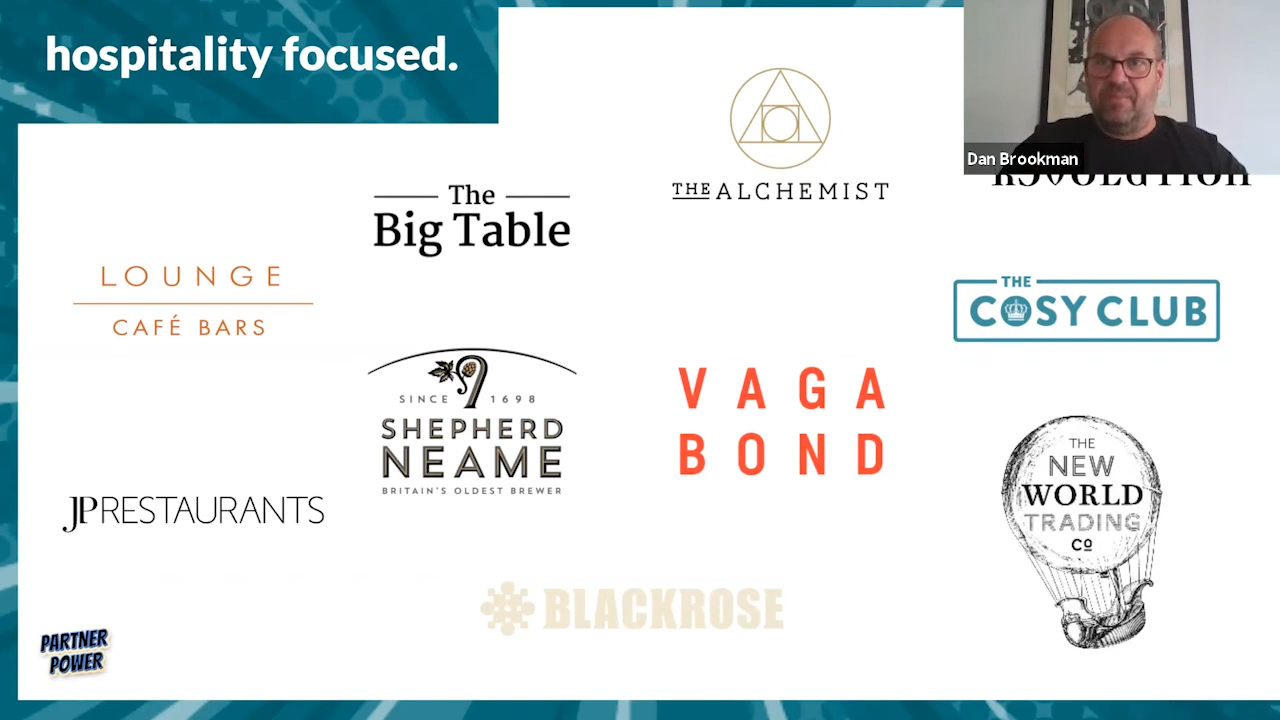 hospitality focused.
Dan Brookman
THE ALCHEMIST
REVOLUTION
The
Big Table
LOUNGE
CAFÉ BARS
THE
COSY CLUB
SINCE 1698
SHEPHERD
NEAME
BRITAIN'S OLDEST BREWER
VAGA
BOND
THE
NEW
WORLD
TRADING
CO
JP RESTAURANTS
BLACKROSE
PARTNER
POWER